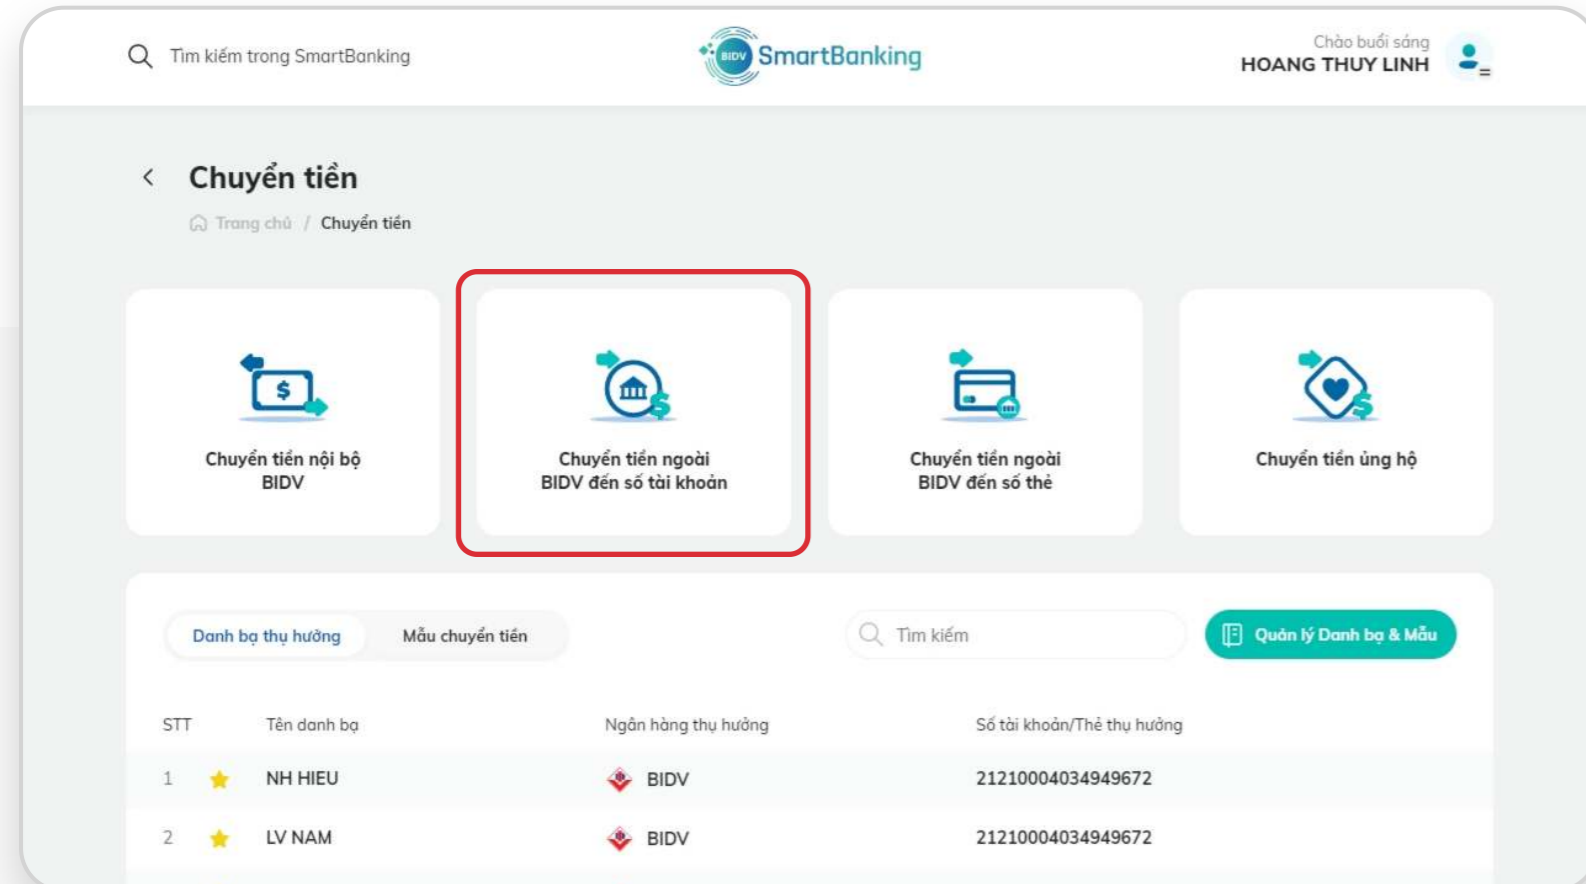 Tìm kiếm trong SmartBanking
BIDV SmartBanking
Chào buổi sáng
HOANG THUY LINH
Chuyển tiền
Trang chủ / Chuyển tiền
Chuyển tiền nội bộ
BIDV
Chuyển tiền ngoài
BIDV đến số tài khoản
Chuyển tiền ngoài
BIDV đến số thẻ
Chuyển tiền ủng hộ
Danh bạ thụ hưởng
Mẫu chuyển tiền
Tìm kiếm
Quản lý Danh bạ & Mẫu
STT Tên danh bạ Ngân hàng thụ hưởng Số tài khoản/Thẻ thụ hưởng
1 NH HIEU BIDV 21210004034949672
2 LV NAM BIDV 21210004034949672